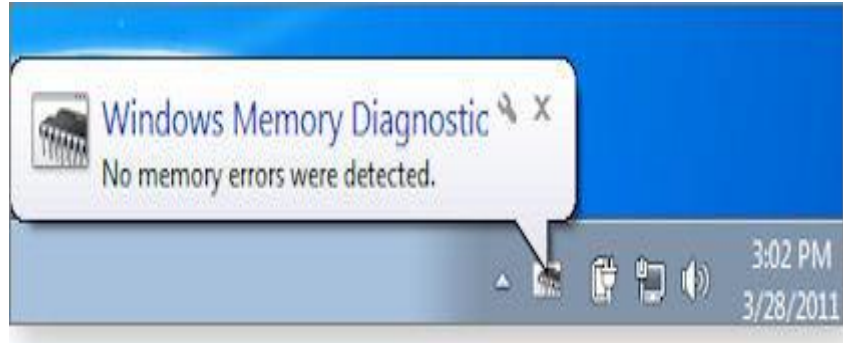 Windows Memory Diagnostic
No memory errors were detected.
3:02 PM
3/28/2011